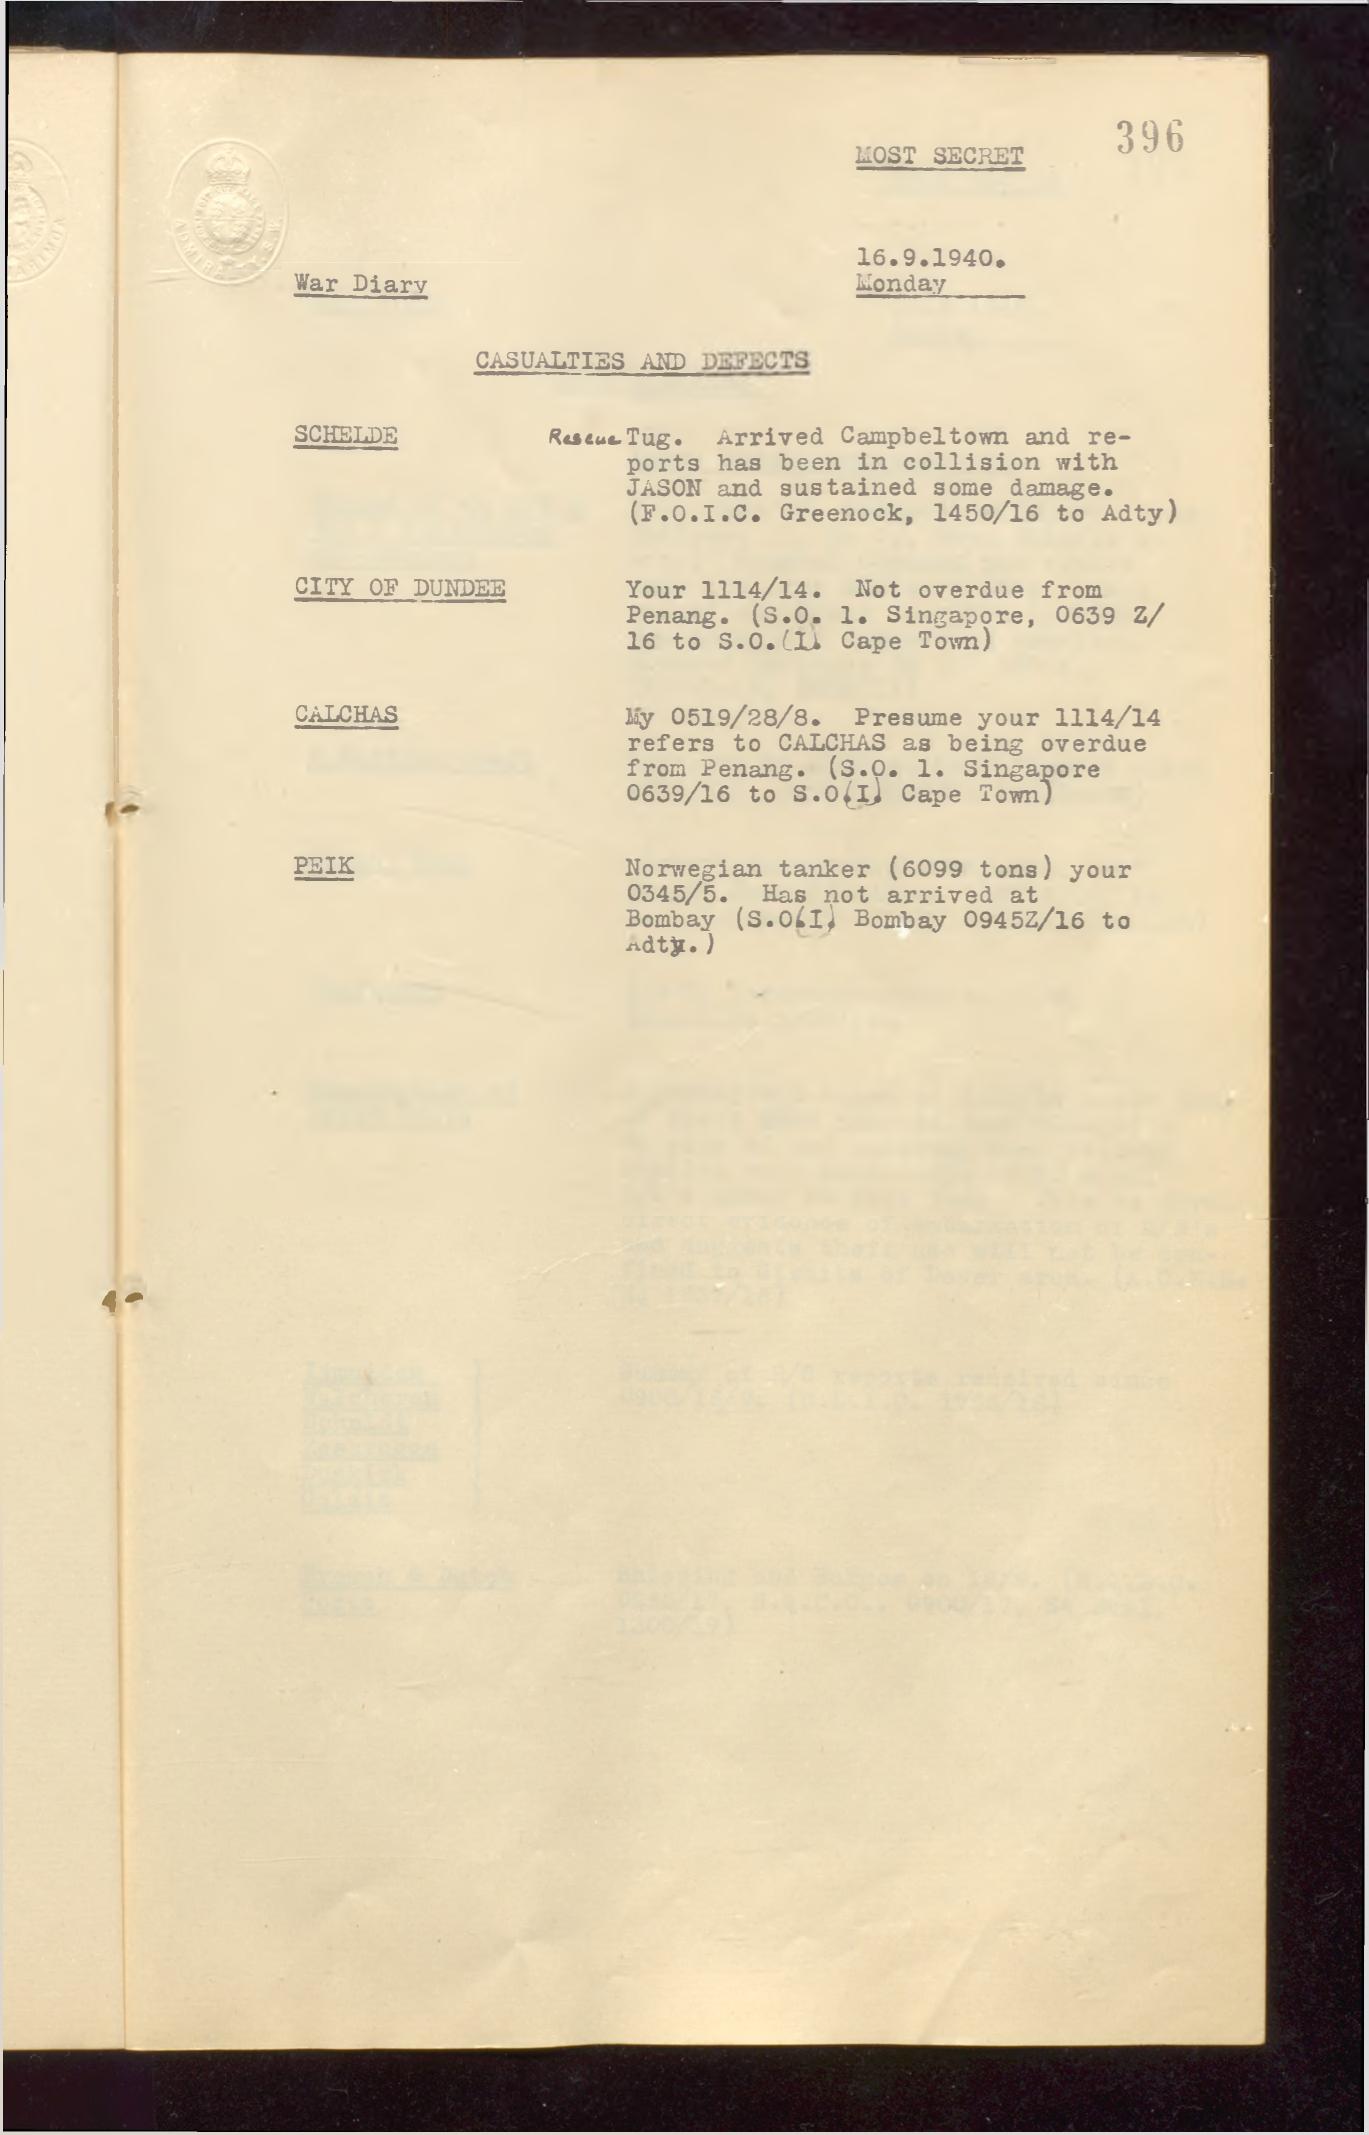 396
MOST SECRET
16.9.1940.
War Diary
Monday
CASUALTIES AND DEFECTS
SCHELDE Rescue Tug. Arrived Campbeltown and re-
ports has been in collision with
JASON and sustained some damage.
(F.O.I.C. Greenock, 1450/16 to Adty)
CITY OF DUNDEE Your 1114/14. Not overdue from
Penang. (S.O. 1. Singapore, 0639 Z/
16 to S.O.(I). Cape Town)
CALCHAS My 0519/28/8. Presume your 1114/14
refers to CALCHAS as being overdue
from Penang. (S.O. 1. Singapore
0639/16 to S.O.(I) Cape Town)
PEIK Norwegian tanker (6099 tons) your
0345/5. Has not arrived at
Bombay (S.O.(I) Bombay 0945Z/16 to
Adty.)